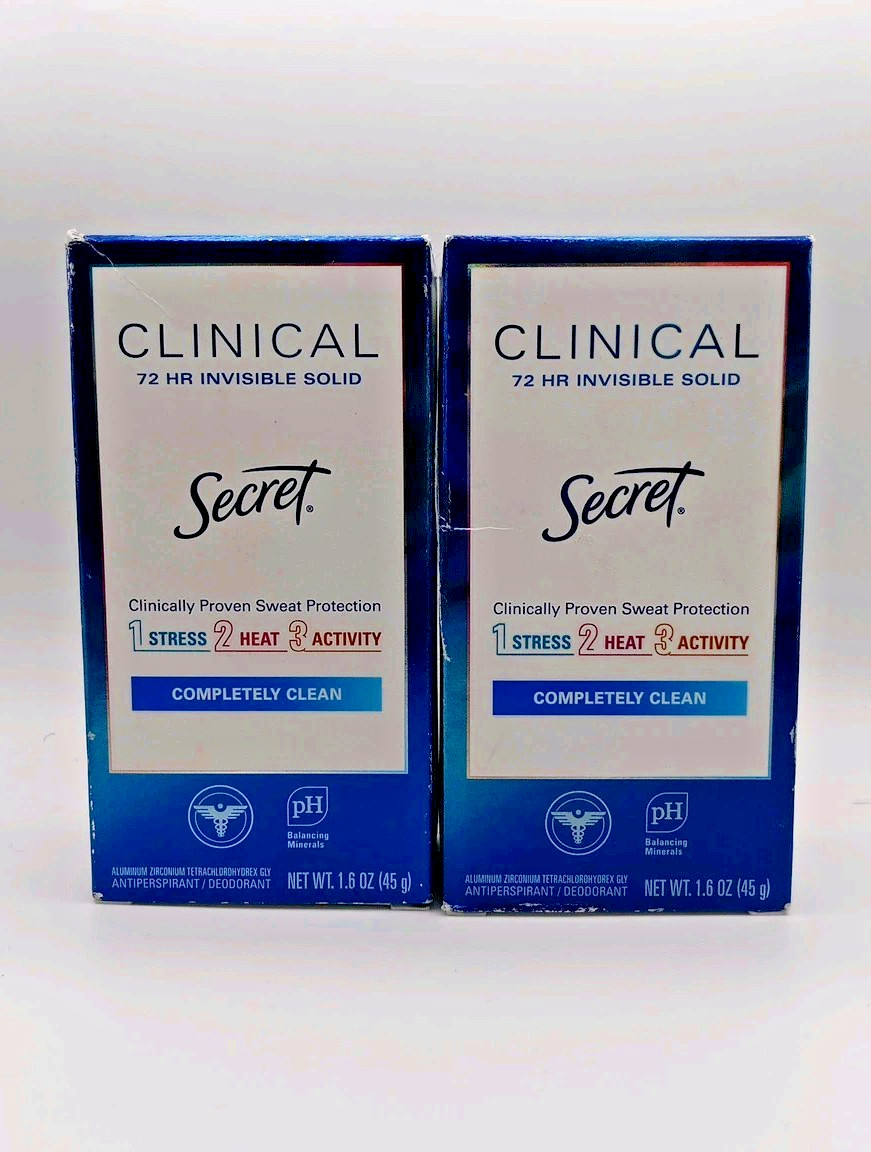 CLINICAL
72 HR INVISIBLE SOLID
Secret®
Clinically Proven Sweat Protection
1 STRESS 2 HEAT 3 ACTIVITY
COMPLETELY CLEAN
pH
Balancing
Minerals
ALUMINUM ZIRCONIUM TETRACHLOROHYDREX GLY
ANTIPERSPIRANT / DEODORANT
NET WT. 1.6 OZ (45 g)
CLINICAL
72 HR INVISIBLE SOLID
Secret®
Clinically Proven Sweat Protection
1 STRESS 2 HEAT 3 ACTIVITY
COMPLETELY CLEAN
pH
Balancing
Minerals
ALUMINUM ZIRCONIUM TETRACHLOROHYDREX GLY
ANTIPERSPIRANT / DEODORANT
NET WT. 1.6 OZ (45 g)